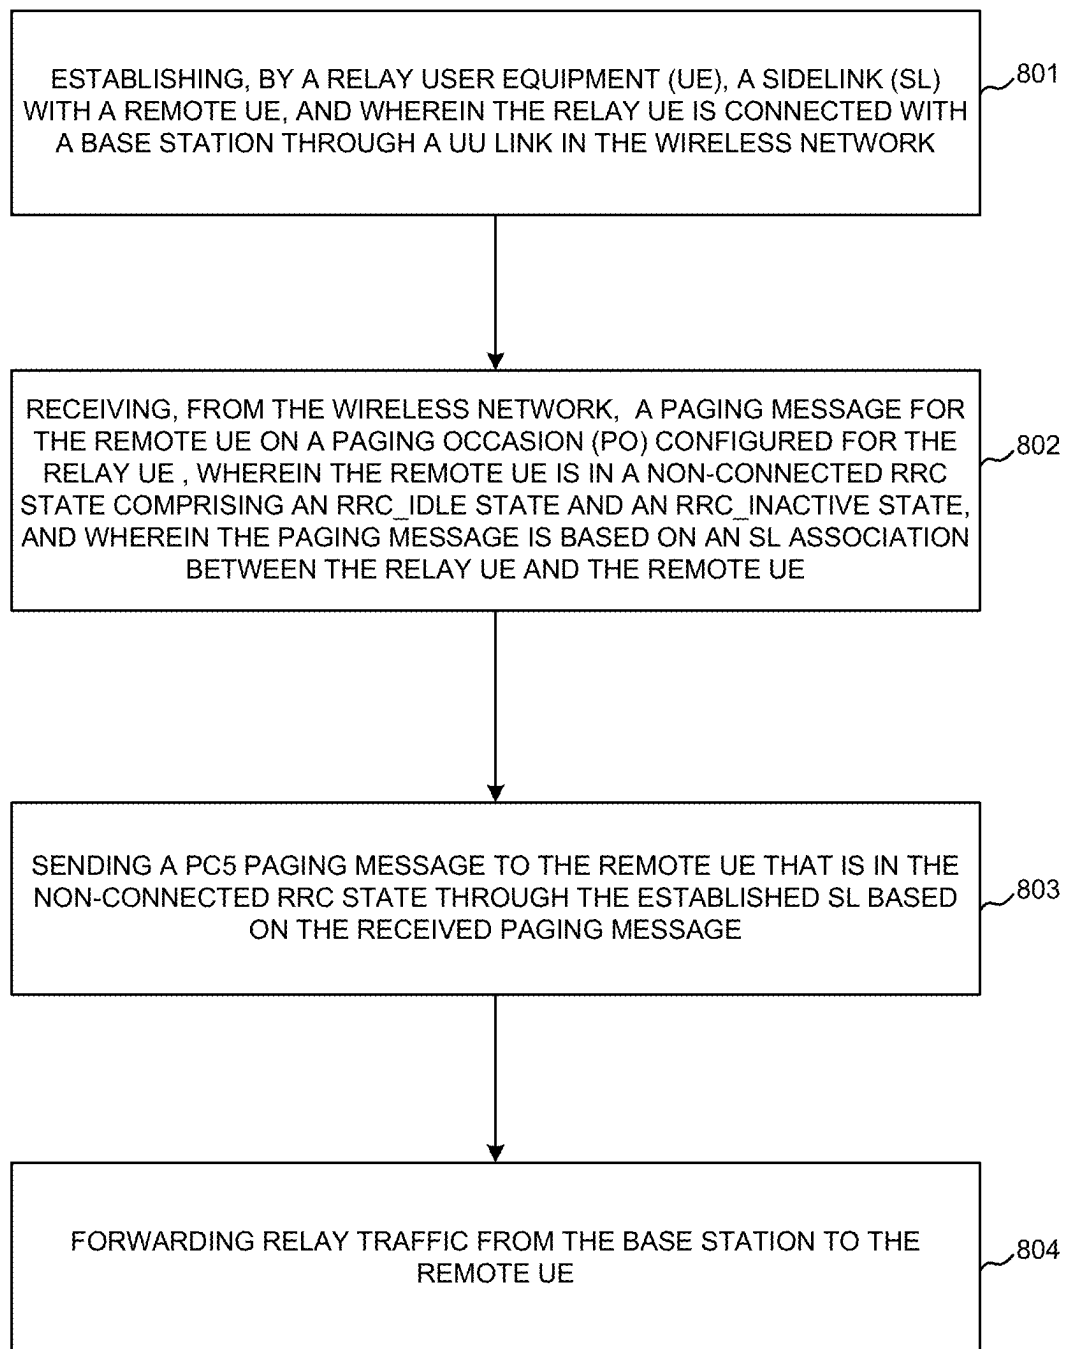 ESTABLISHING, BY A RELAY USER EQUIPMENT (UE), A SIDELINK (SL)
WITH A REMOTE UE, AND WHEREIN THE RELAY UE IS CONNECTED WITH
A BASE STATION THROUGH A UU LINK IN THE WIRELESS NETWORK
801
RECEIVING, FROM THE WIRELESS NETWORK, A PAGING MESSAGE FOR
THE REMOTE UE ON A PAGING OCCASION (PO) CONFIGURED FOR THE
RELAY UE , WHEREIN THE REMOTE UE IS IN A NON-CONNECTED RRC
STATE COMPRISING AN RRC_IDLE STATE AND AN RRC_INACTIVE STATE,
AND WHEREIN THE PAGING MESSAGE IS BASED ON AN SL ASSOCIATION
BETWEEN THE RELAY UE AND THE REMOTE UE
802
SENDING A PC5 PAGING MESSAGE TO THE REMOTE UE THAT IS IN THE
NON-CONNECTED RRC STATE THROUGH THE ESTABLISHED SL BASED
ON THE RECEIVED PAGING MESSAGE
803
FORWARDING RELAY TRAFFIC FROM THE BASE STATION TO THE
REMOTE UE
804